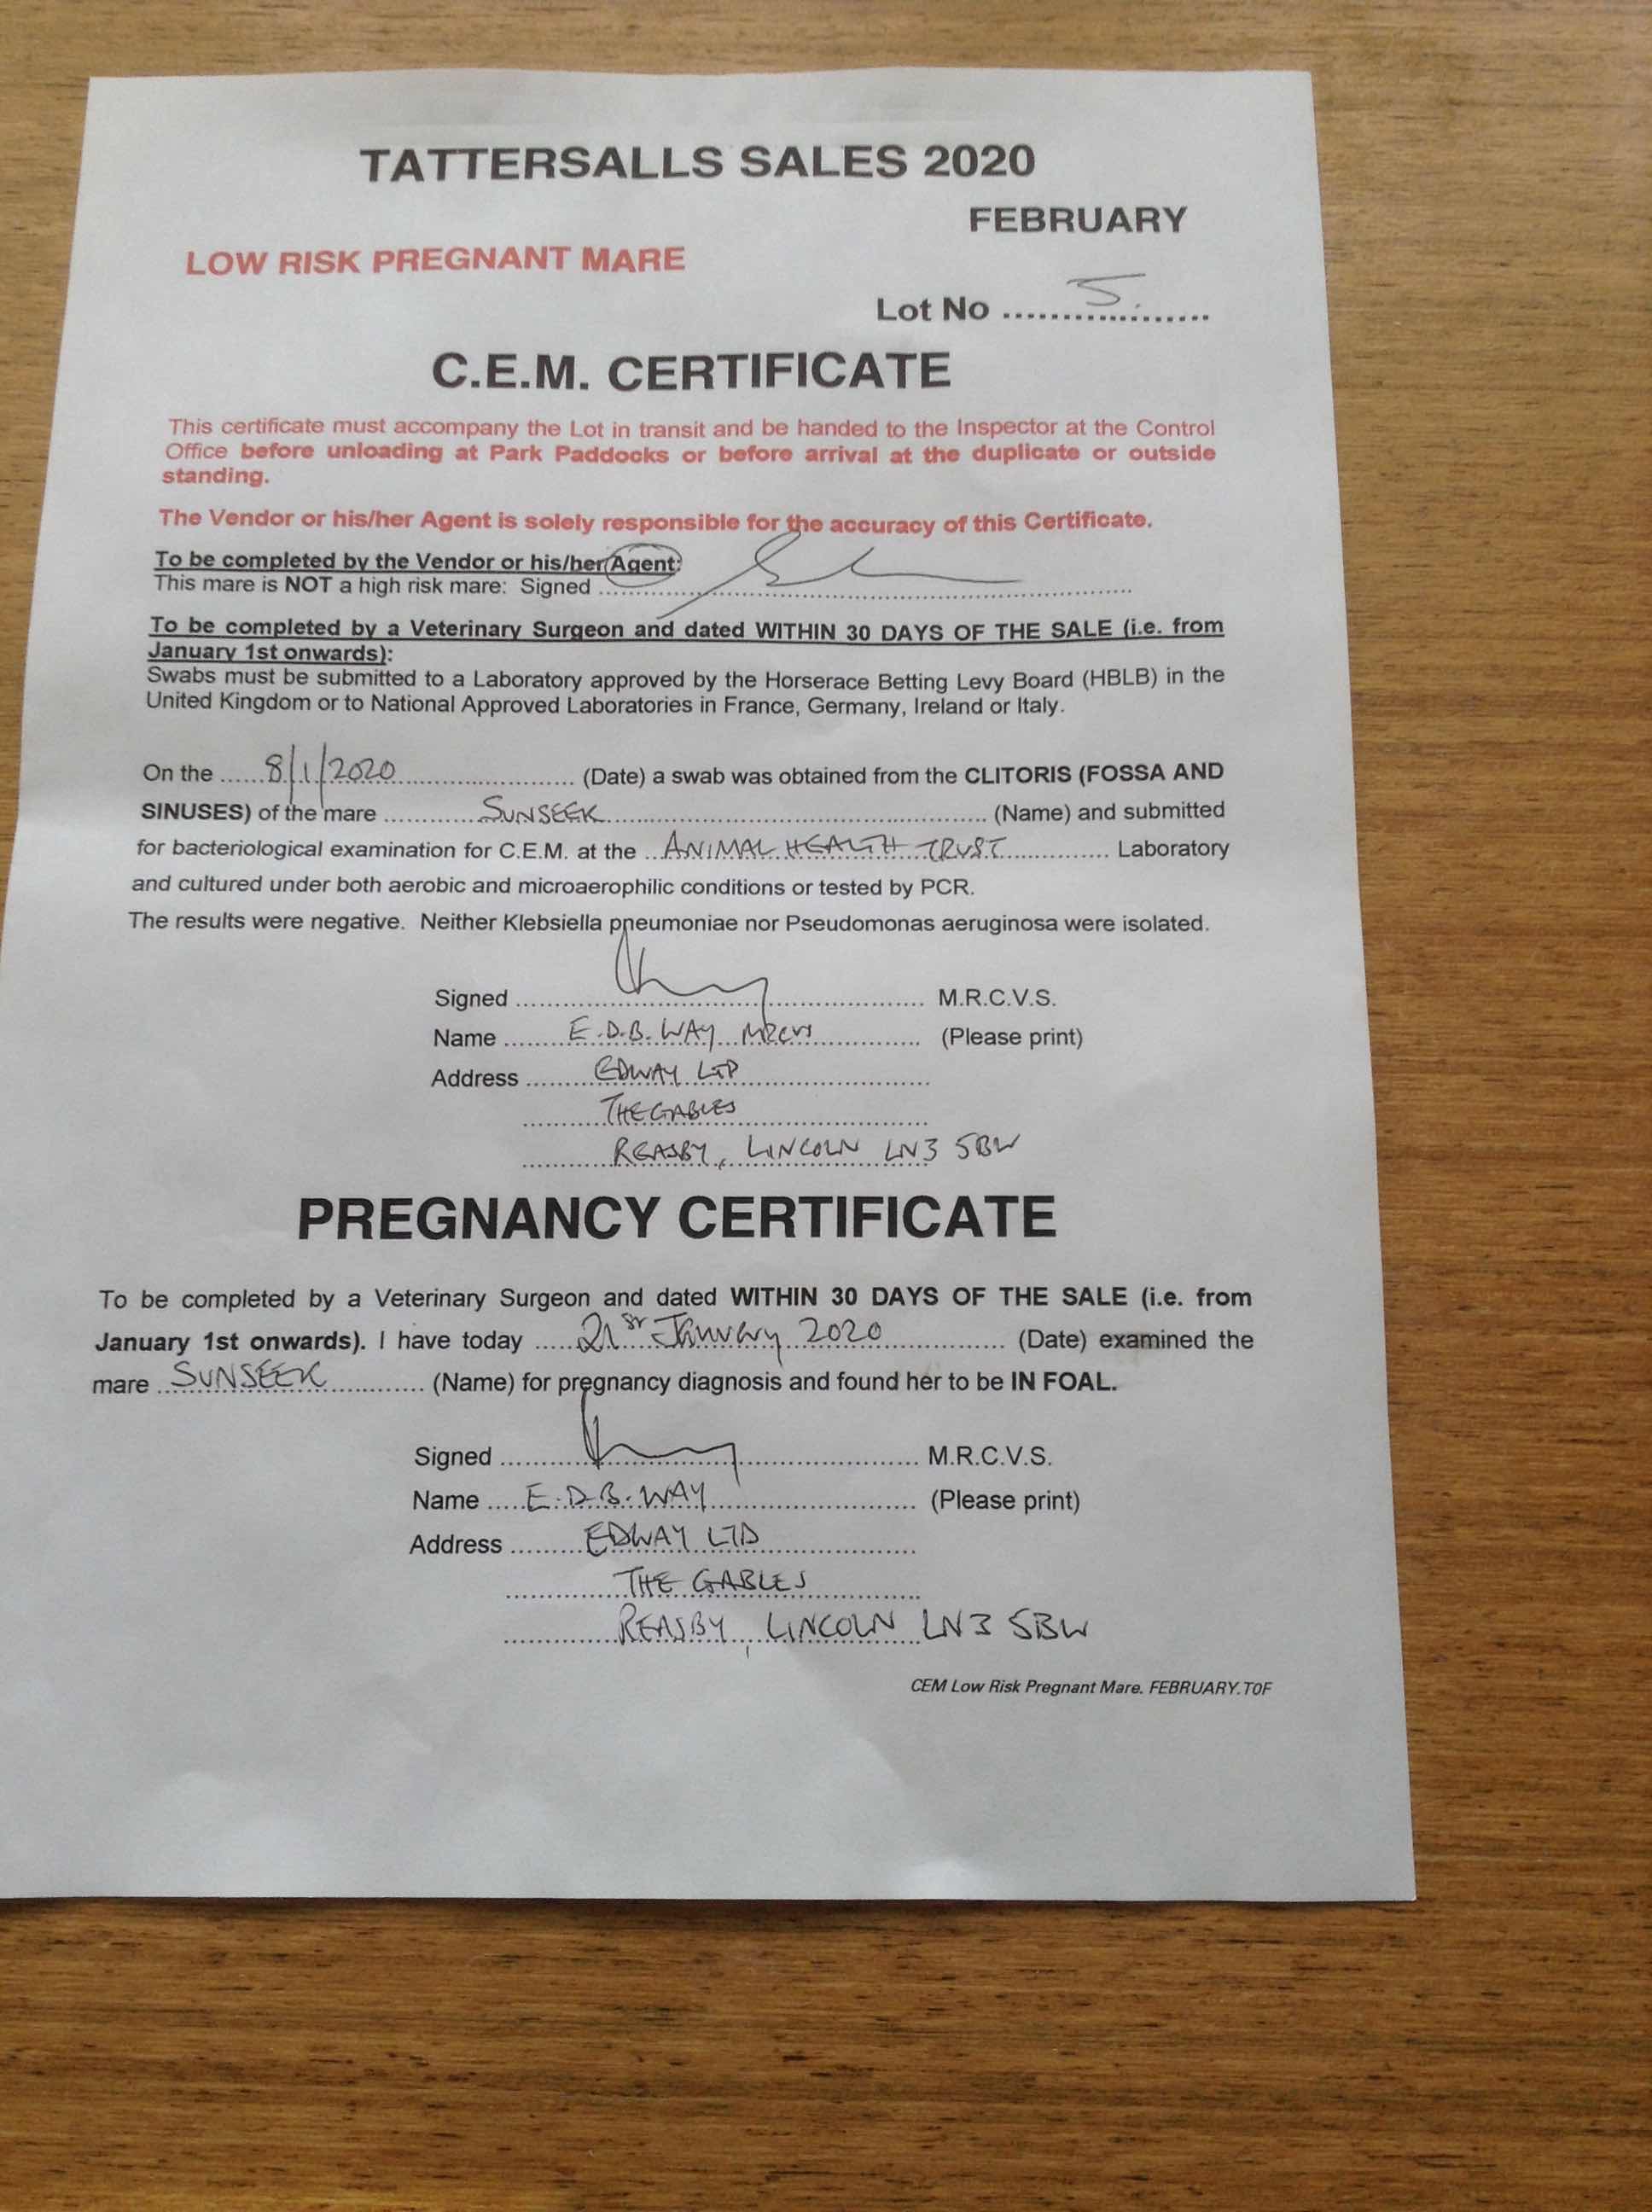 TATTERSALLS SALES 2020
FEBRUARY
LOW RISK PREGNANT MARE
Lot No .................. 5.
C.E.M. CERTIFICATE
This certificate must accompany the Lot in transit and be handed to the Inspector at the Control
Office before unloading at Park Paddocks or before arrival at the duplicate or outside
standing.
The Vendor or his/her Agent is solely responsible for the accuracy of this Certificate.
To be completed by the Vendor or his/her Agent:
This mare is NOT a high risk mare: Signed
To be completed by a Veterinary Surgeon and dated WITHIN 30 DAYS OF THE SALE (i.e. from
January 1st onwards):
Swabs must be submitted to a Laboratory approved by the Horserace Betting Levy Board (HBLB) in the
United Kingdom or to National Approved Laboratories in France, Germany, Ireland or Italy.
On the ...... 8/1/2020 ...... (Date) a swab was obtained from the CLITORIS (FOSSA AND
SINUSES) of the mare ...... SUNSEEK ...... (Name) and submitted
for bacteriological examination for C.E.M. at the ... ANIMAL HEALTH TRUST ...... Laboratory
and cultured under both aerobic and microaerophilic conditions or tested by PCR.
The results were negative. Neither Klebsiella pneumoniae nor Pseudomonas aeruginosa were isolated.
Signed ...... M.R.C.V.S.
Name ...... E.D.B. WAY MRCVS ...... (Please print)
Address ...... EDWAY LTD
THE GABLES
REASBY, LINCOLN LN3 5BW
PREGNANCY CERTIFICATE
To be completed by a Veterinary Surgeon and dated WITHIN 30 DAYS OF THE SALE (i.e. from
January 1st onwards). I have today ..... 21st January 2020 ...... (Date) examined the
mare ... SUNSEEK ...... (Name) for pregnancy diagnosis and found her to be IN FOAL.
Signed ...... M.R.C.V.S.
Name ..... E.D.B. WAY ...... (Please print)
Address ...... EDWAY LTD
THE GABLES
REASBY, LINCOLN LN3 5BW
CEM Low Risk Pregnant Mare. FEBRUARY.TOF